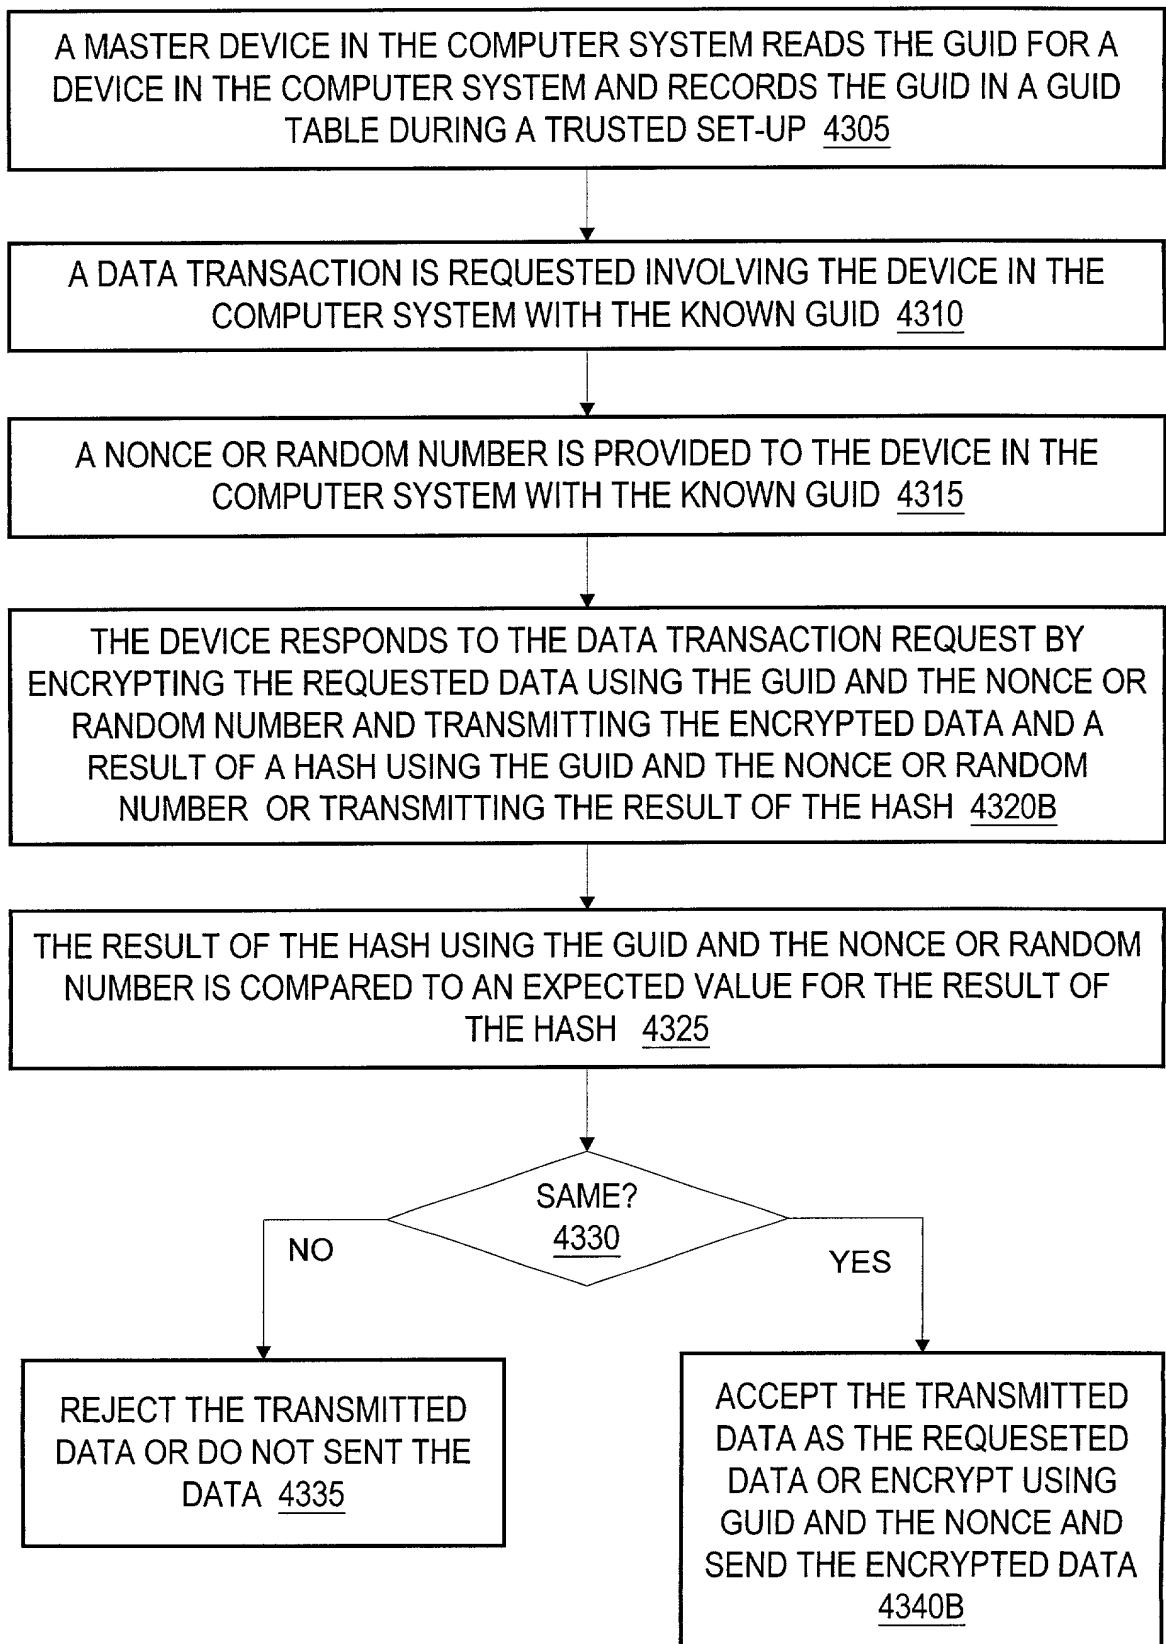 A MASTER DEVICE IN THE COMPUTER SYSTEM READS THE GUID FOR A
DEVICE IN THE COMPUTER SYSTEM AND RECORDS THE GUID IN A GUID
TABLE DURING A TRUSTED SET-UP 4305
A DATA TRANSACTION IS REQUESTED INVOLVING THE DEVICE IN THE
COMPUTER SYSTEM WITH THE KNOWN GUID 4310
A NONCE OR RANDOM NUMBER IS PROVIDED TO THE DEVICE IN THE
COMPUTER SYSTEM WITH THE KNOWN GUID 4315
THE DEVICE RESPONDS TO THE DATA TRANSACTION REQUEST BY
ENCRYPTING THE REQUESTED DATA USING THE GUID AND THE NONCE OR
RANDOM NUMBER AND TRANSMITTING THE ENCRYPTED DATA AND A
RESULT OF A HASH USING THE GUID AND THE NONCE OR RANDOM
NUMBER OR TRANSMITTING THE RESULT OF THE HASH 4320B
THE RESULT OF THE HASH USING THE GUID AND THE NONCE OR RANDOM
NUMBER IS COMPARED TO AN EXPECTED VALUE FOR THE RESULT OF
THE HASH 4325
SAME?
4330
NO
YES
REJECT THE TRANSMITTED
DATA OR DO NOT SENT THE
DATA 4335
ACCEPT THE TRANSMITTED
DATA AS THE REQUESETED
DATA OR ENCRYPT USING
GUID AND THE NONCE AND
SEND THE ENCRYPTED DATA
4340B